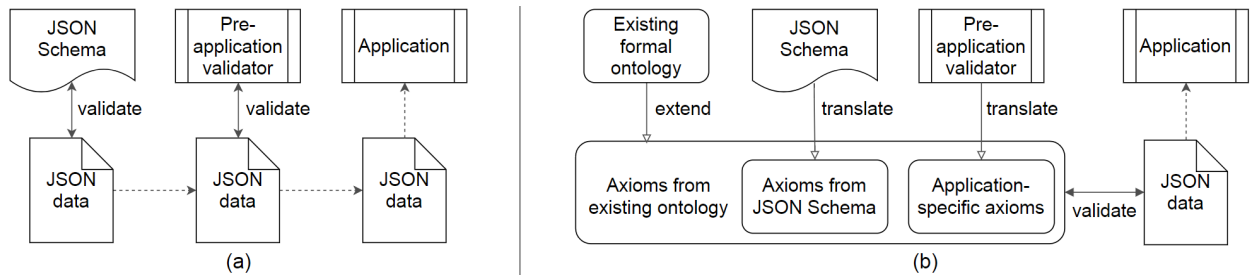 JSON
Schema
Pre-
application
validator
Application
validate
validate
JSON
data
JSON
data
JSON
data
(a)
Existing
formal
ontology
JSON
Schema
Pre-
application
validator
Application
extend
translate
translate
Axioms from
existing ontology
Axioms from
JSON Schema
Application-
specific axioms
validate
JSON
data
(b)